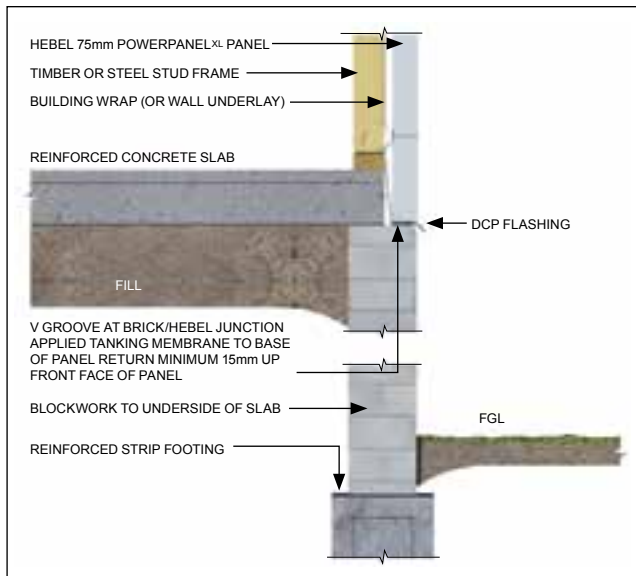 HEBEL 75mm POWERPANELXL PANEL
TIMBER OR STEEL STUD FRAME
BUILDING WRAP (OR WALL UNDERLAY)
REINFORCED CONCRETE SLAB
DCP FLASHING
FILL
V GROOVE AT BRICK/HEBEL JUNCTION
APPLIED TANKING MEMBRANE TO BASE
OF PANEL RETURN MINIMUM 15mm UP
FRONT FACE OF PANEL
BLOCKWORK TO UNDERSIDE OF SLAB
FGL
REINFORCED STRIP FOOTING